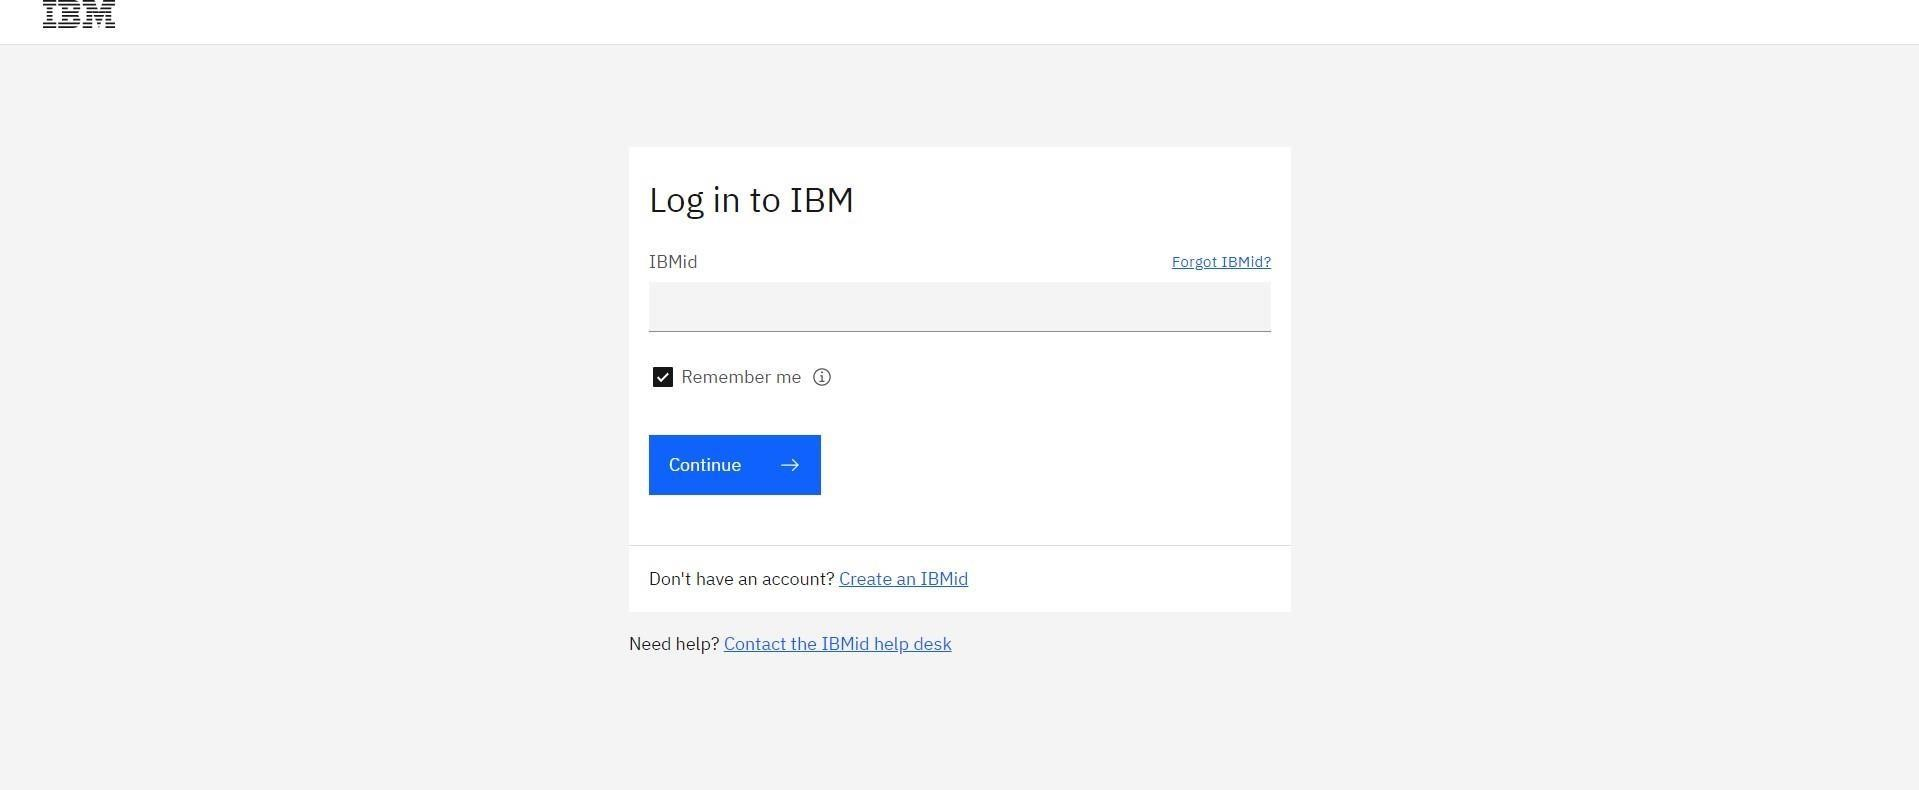 IBM
Log in to IBM
IBMid
Forgot IBMid?
Remember me
Continue
Don't have an account? Create an IBMid
Need help? Contact the IBMid help desk